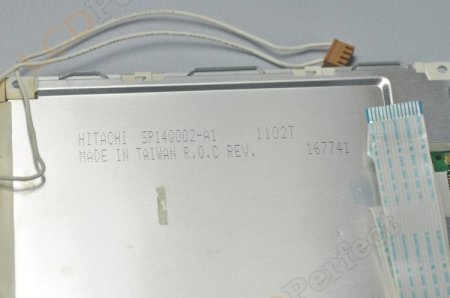 HITACHI SP14Q002-A1 1102T
MADE IN TAIWAN R.O.C REV. 167741